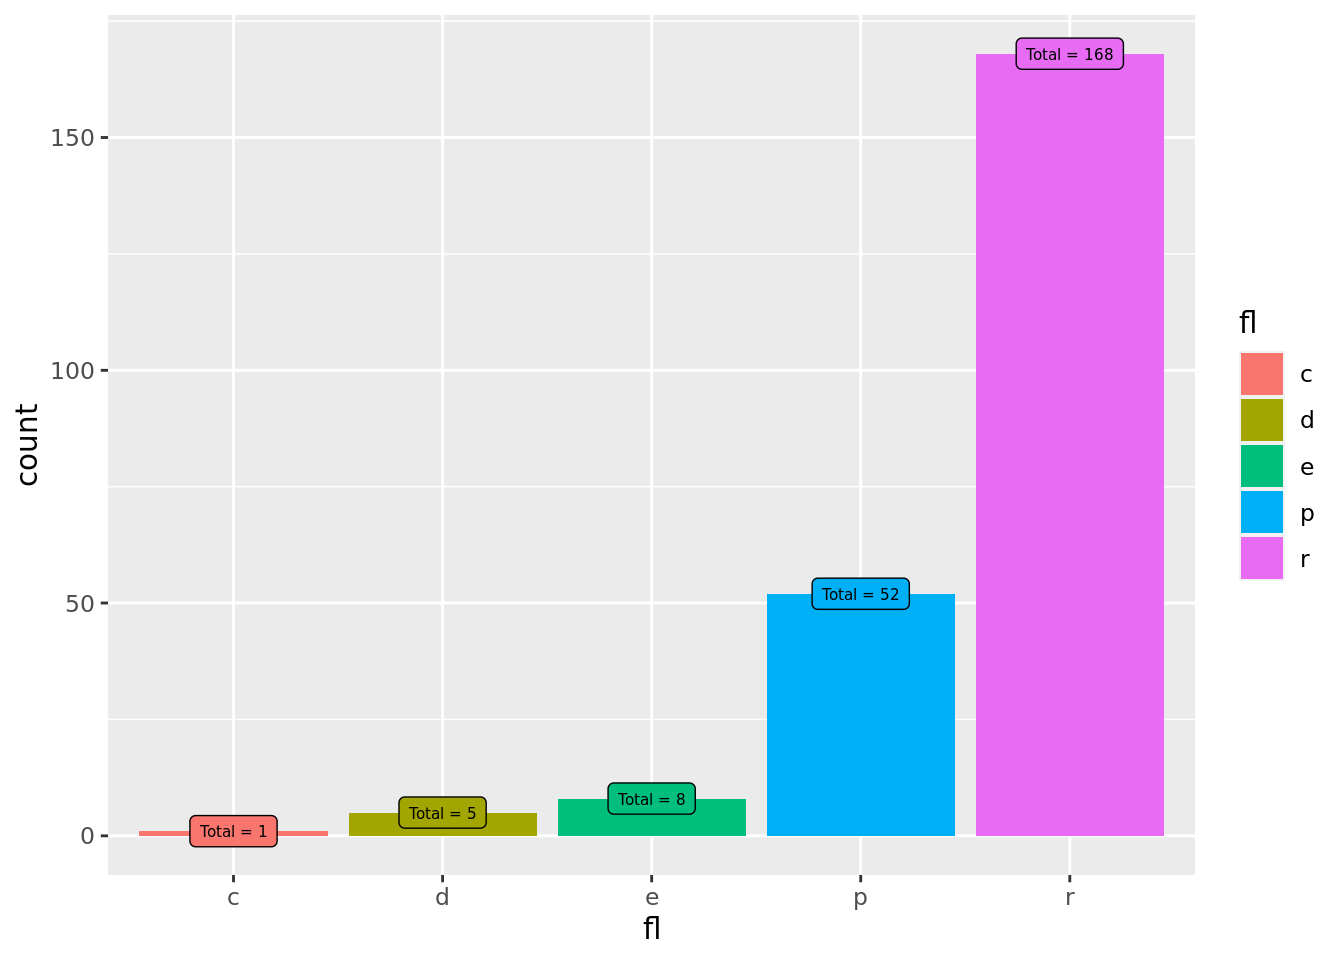 Total = 168
150
100
count
50
Total = 52
Total = 8
Total = 5
Total = 1
0
c d e p r
fl
fl
c
d
e
p
r